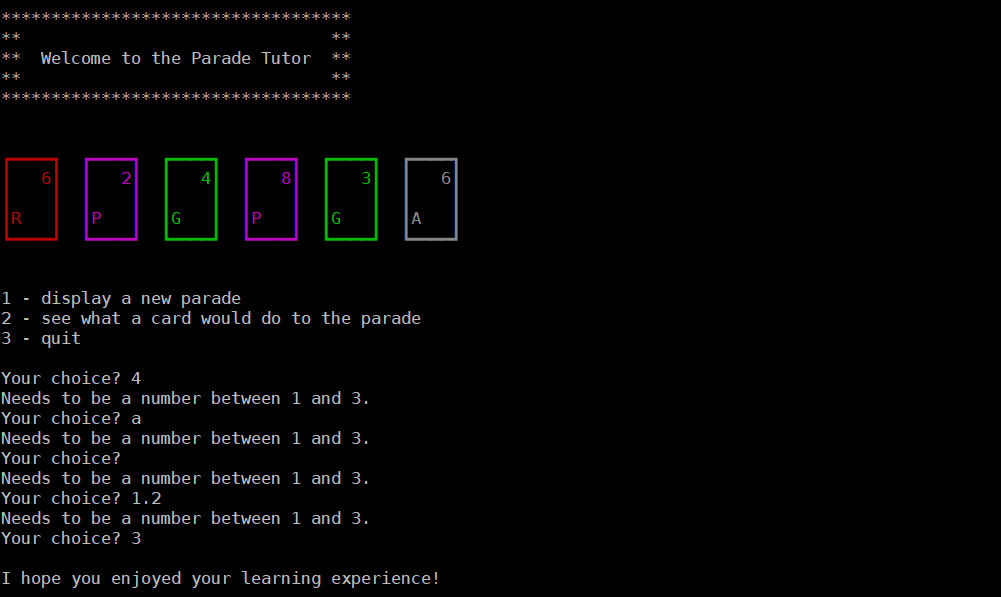 ***********************************
**                               **
**  Welcome to the Parade Tutor  **
**                               **
***********************************
6 2 4 8 3 6
R P G P G A
1 - display a new parade
2 - see what a card would do to the parade
3 - quit
Your choice? 4
Needs to be a number between 1 and 3.
Your choice? a
Needs to be a number between 1 and 3.
Your choice?
Needs to be a number between 1 and 3.
Your choice? 1.2
Needs to be a number between 1 and 3.
Your choice? 3
I hope you enjoyed your learning experience!